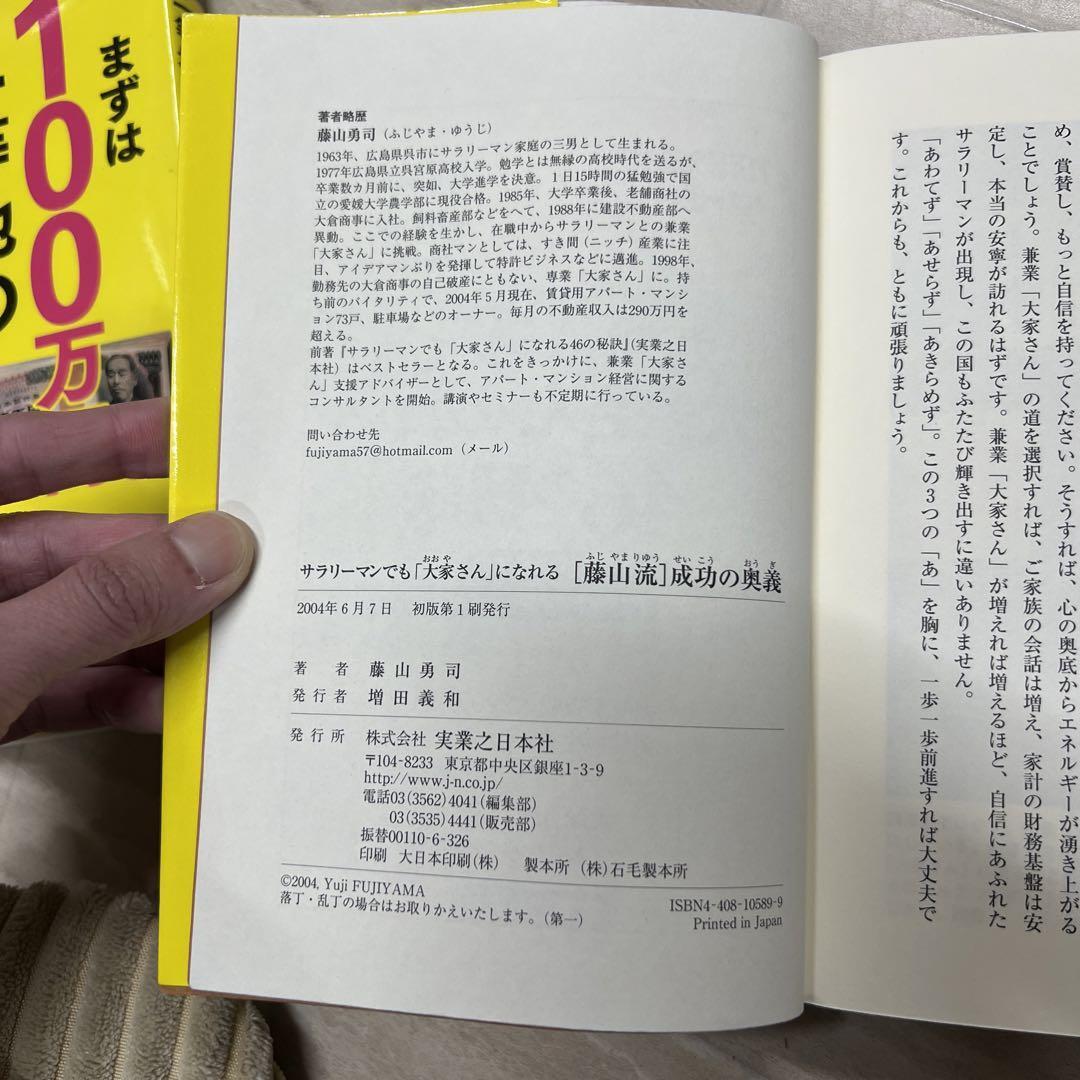 まずは
100万
著者略歴
藤山勇司（ふじやま・ゆうじ）
1963年、広島県呉市にサラリーマン家庭の三男として生まれる。
1977年広島県立呉宮原高校入学。勉学とは無縁の高校時代を送るが、
卒業数カ月前に、突如、大学進学を決意。1日15時間の猛勉強で国
立の愛媛大学農学部に現役合格。1985年、大学卒業後、老舗商社の
大倉商事に入社。飼料畜産部などをへて、1988年に建設不動産部へ
異動。ここでの経験を生かし、在職中からサラリーマンとの兼業
「大家さん」に挑戦。商社マンとしては、すき間（ニッチ）産業に注
目、アイデアマンぶりを発揮して特許ビジネスなどに邁進。1998年、
勤務先の大倉商事の自己破産にともない、専業「大家さん」に。持
ち前のバイタリティで、2004年5月現在、賃貸用アパート・マンシ
ョン73戸、駐車場などのオーナー。毎月の不動産収入は290万円を
超える。
前著『サラリーマンでも「大家さん」になれる46の秘訣』（実業之日
本社）はベストセラーとなる。これをきっかけに、兼業「大家さ
ん」支援アドバイザーとして、アパート・マンション経営に関する
コンサルタントを開始。講演やセミナーも不定期に行っている。
問い合わせ先
fujiyama57@hotmail.com（メール）
おお や ふじ やま りゆう せい こう おう ぎ
サラリーマンでも「大家さん」になれる［藤山流］成功の奥義
2004年6月7日 初版第1刷発行
著者 藤山勇司
発行者 増田義和
発行所 株式会社 実業之日本社
〒104-8233 東京都中央区銀座1-3-9
http://www.j-n.co.jp/
電話03(3562)4041(編集部)
03(3535)4441(販売部)
振替00110-6-326
印刷 大日本印刷(株) 製本所 (株)石毛製本所
©2004, Yuji FUJIYAMA
落丁・乱丁の場合はお取りかえいたします。（第一）
ISBN4-408-10589-9
Printed in Japan
め、賞賛し、もっと自信を持ってください。そうすれば、心の奥底からエネルギーが湧き上がる
ことでしょう。兼業「大家さん」の道を選択すれば、ご家族の会話は増え、家計の財務基盤は安
定し、本当の安寧が訪れるはずです。兼業「大家さん」が増えれば増えるほど、自信にあふれた
サラリーマンが出現し、この国もふたたび輝き出すに違いありません。
「あわてず」「あせらず」「あきらめず」。この3つの「あ」を胸に、一歩一歩前進すれば大丈夫で
す。これからも、ともに頑張りましょう。